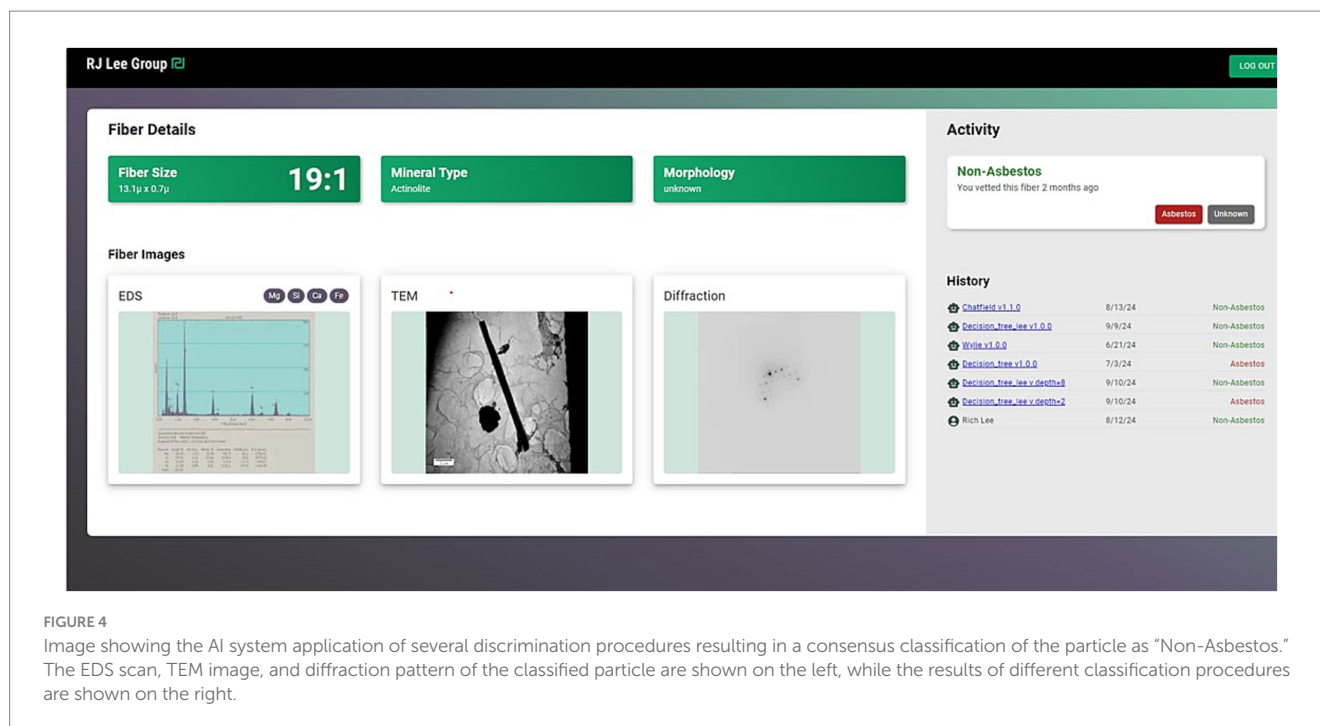 RJ Lee Group
LOG OUT
Fiber Details
Fiber Size
13.1µ x 0.7µ
19:1
Mineral Type
Actinolite
Morphology
unknown
Fiber Images
EDS
Mg Si Ca Fe
TEM
Diffraction
Activity
Non-Asbestos
You vetted this fiber 2 months ago
Asbestos Unknown
History
Chatfield v1.1.0 8/13/24 Non-Asbestos
Decision_tree_lee v1.0.0 9/9/24 Non-Asbestos
Wylie v1.0.0 6/21/24 Non-Asbestos
Decision_tree v1.0.0 7/3/24 Asbestos
Decision_tree_lee v.depth=8 9/10/24 Non-Asbestos
Decision_tree_lee v.depth=2 9/10/24 Asbestos
Rich Lee 8/12/24 Non-Asbestos
FIGURE 4
Image showing the AI system application of several discrimination procedures resulting in a consensus classification of the particle as “Non-Asbestos.”
The EDS scan, TEM image, and diffraction pattern of the classified particle are shown on the left, while the results of different classification procedures
are shown on the right.